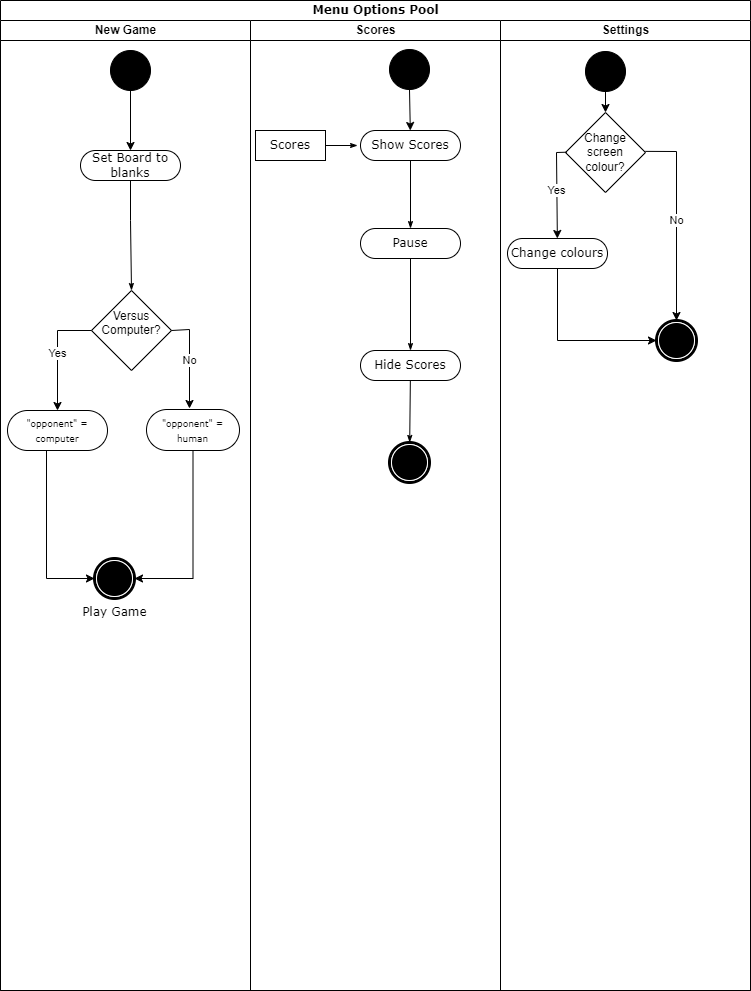 Menu Options Pool
New Game
Scores
Settings
Set Board to
blanks
Versus
Computer?
Yes
No
"opponent" =
computer
"opponent" =
human
Play Game
Scores
Show Scores
Pause
Hide Scores
Change
screen
colour?
Yes
No
Change colours